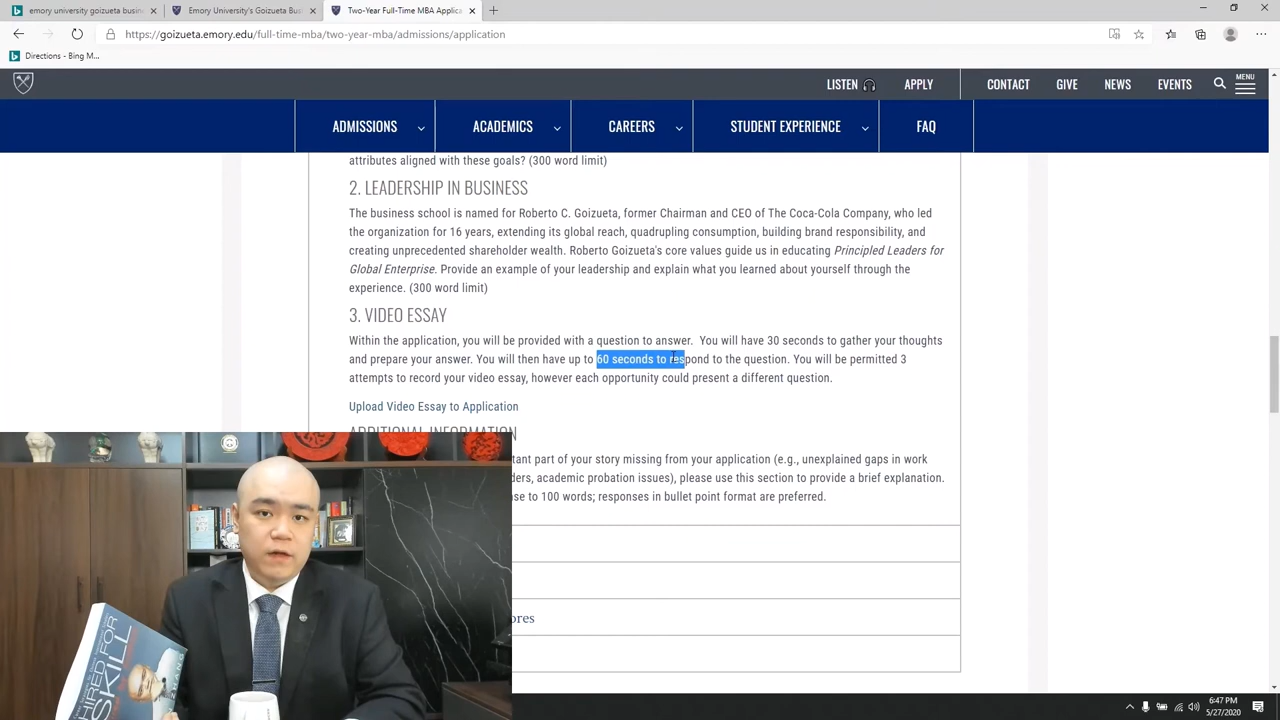 emory university goizueta busine
Emory University's Goizueta Bus
Two-Year Full-Time MBA Applica
https://goizueta.emory.edu/full-time-mba/two-year-mba/admissions/application
Directions - Bing M...
LISTEN
APPLY
CONTACT
GIVE
NEWS
EVENTS
MENU
ADMISSIONS
ACADEMICS
CAREERS
STUDENT EXPERIENCE
FAQ
attributes aligned with these goals? (300 word limit)
2. LEADERSHIP IN BUSINESS
The business school is named for Roberto C. Goizueta, former Chairman and CEO of The Coca-Cola Company, who led
the organization for 16 years, extending its global reach, quadrupling consumption, building brand responsibility, and
creating unprecedented shareholder wealth. Roberto Goizueta's core values guide us in educating Principled Leaders for
Global Enterprise. Provide an example of your leadership and explain what you learned about yourself through the
experience. (300 word limit)
3. VIDEO ESSAY
Within the application, you will be provided with a question to answer.  You will have 30 seconds to gather your thoughts
and prepare your answer. You will then have up to 60 seconds to respond to the question. You will be permitted 3
attempts to record your video essay, however each opportunity could present a different question.
Upload Video Essay to Application
ADDITIONAL INFORMATION
tant part of your story missing from your application (e.g., unexplained gaps in work
ders, academic probation issues), please use this section to provide a brief explanation.
se to 100 words; responses in bullet point format are preferred.
ores
HIRED FOR
SKILL
6:47 PM
5/27/2020